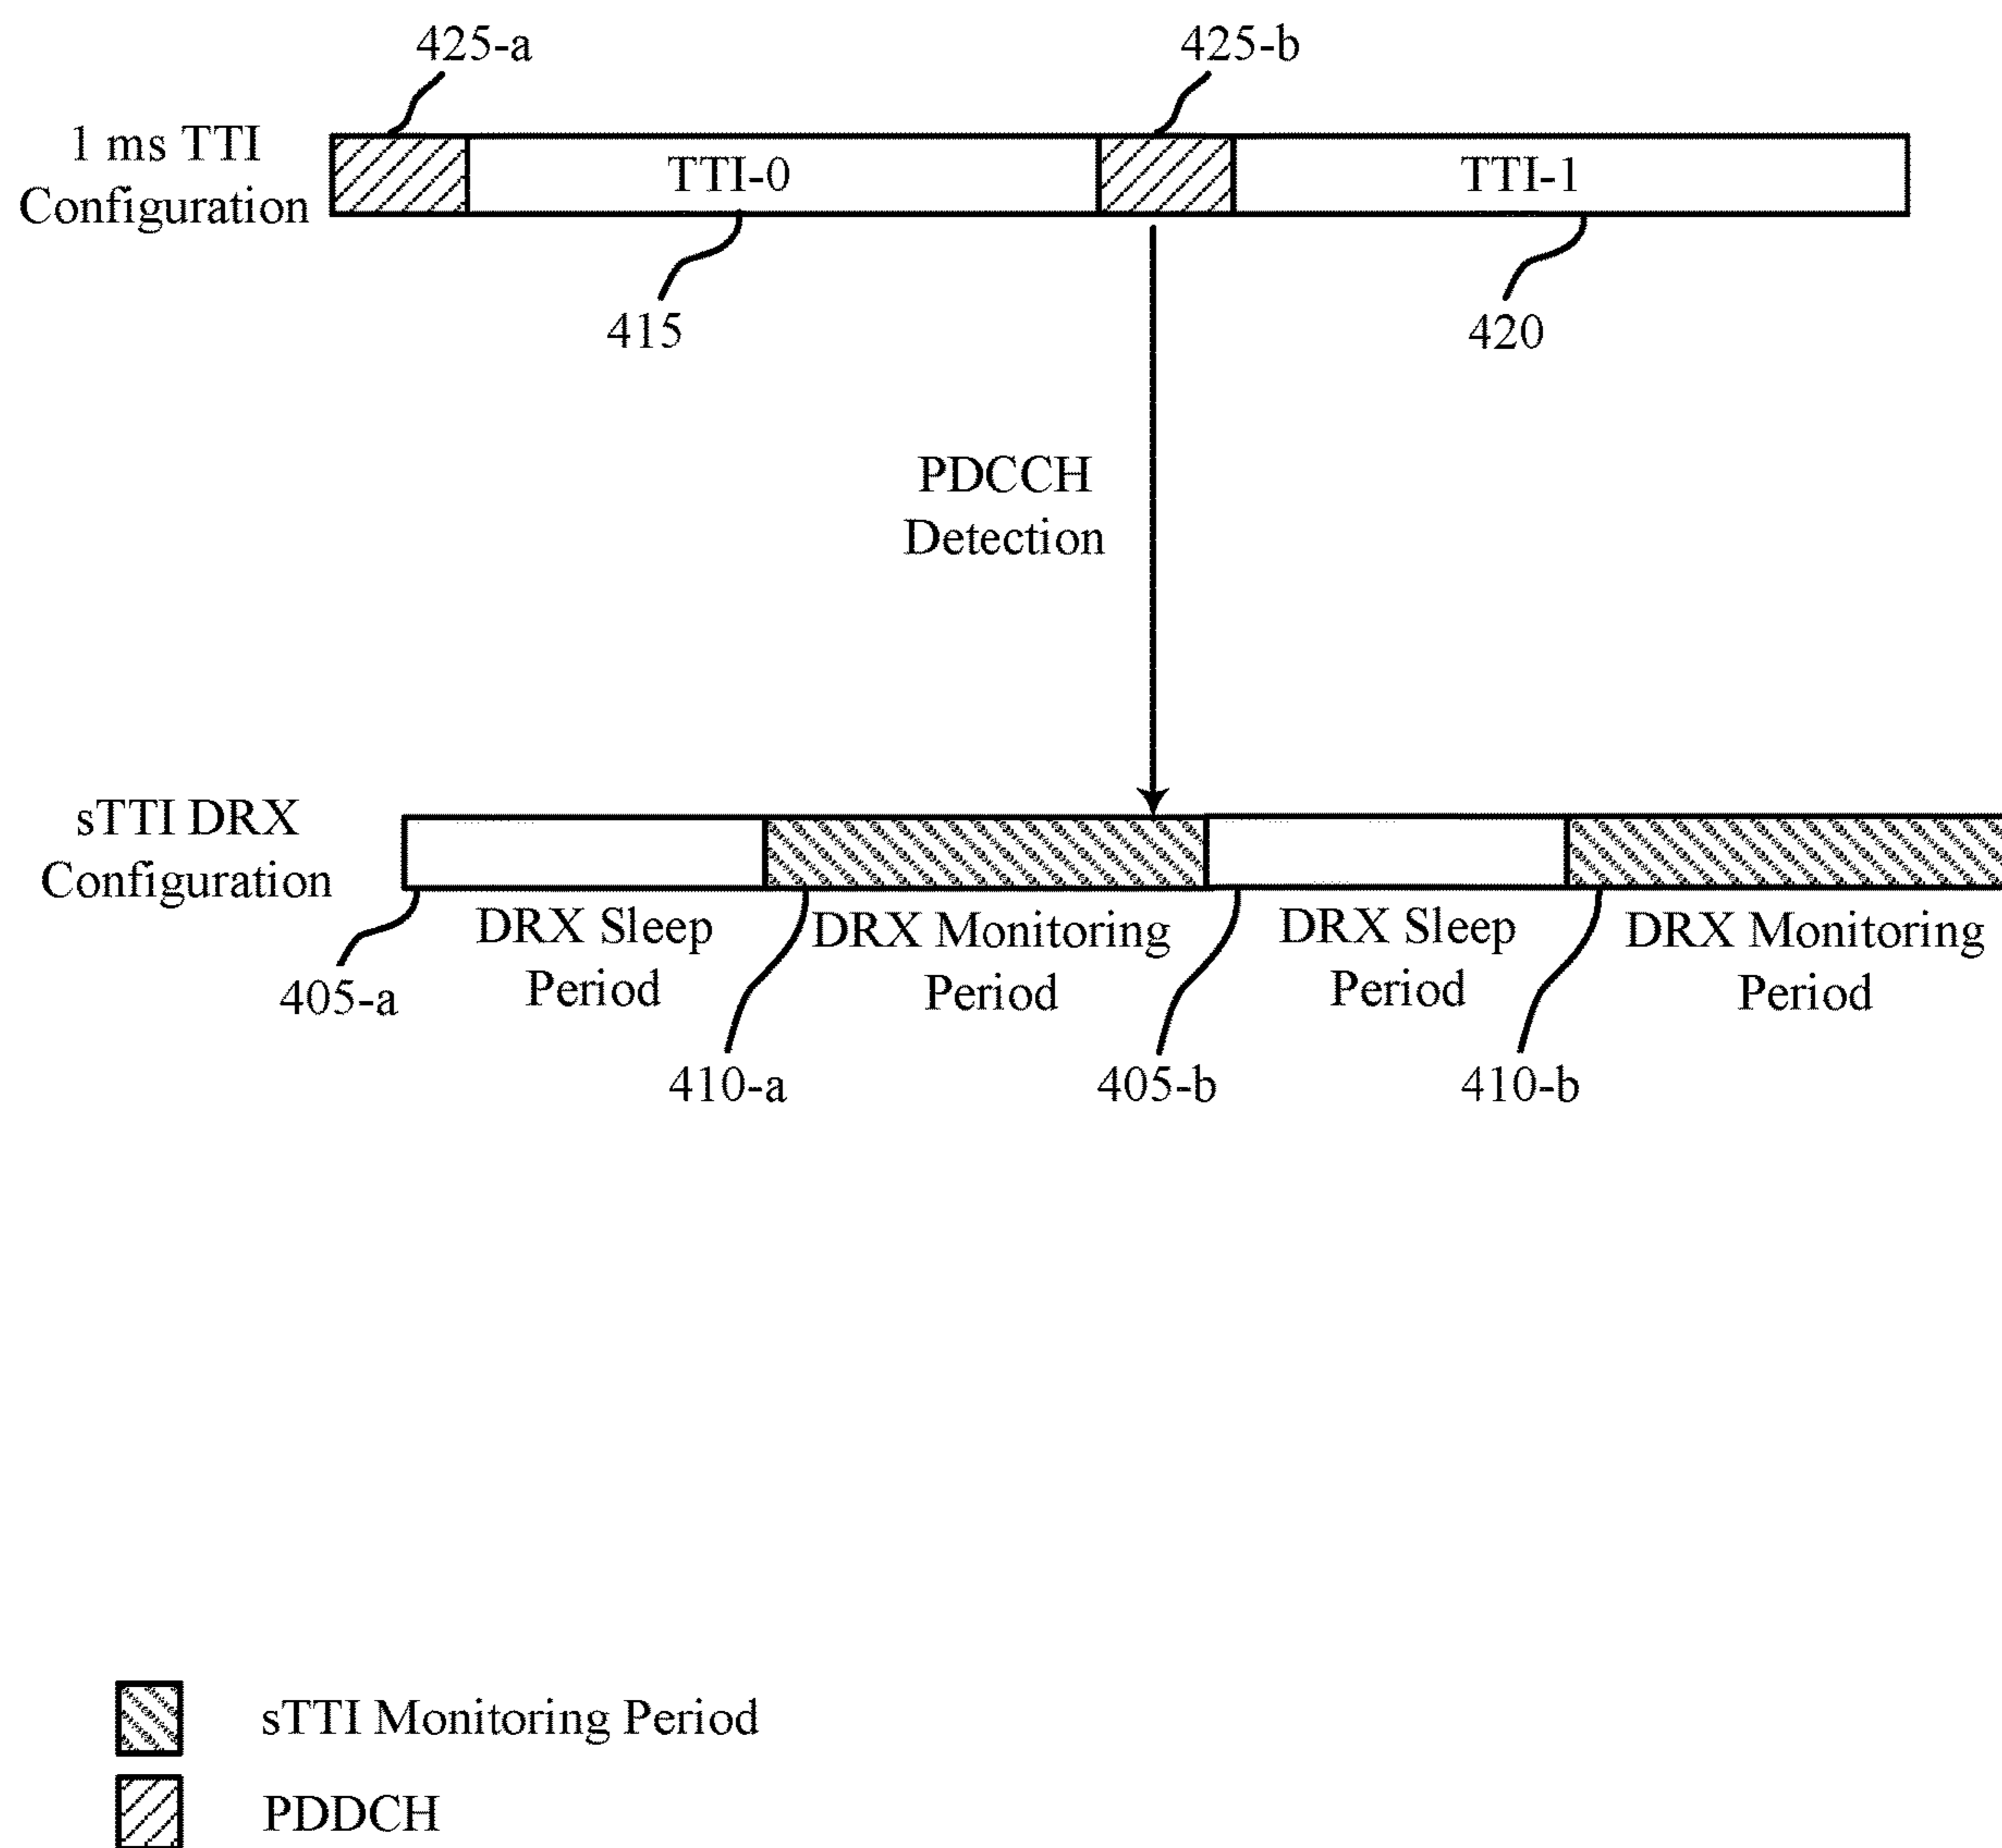 425-a
425-b
1 ms TTI
Configuration
TTI-0
TTI-1
415
420
PDCCH
Detection
sTTI DRX
Configuration
DRX Sleep
Period
DRX Monitoring
Period
DRX Sleep
Period
DRX Monitoring
Period
405-a
410-a
405-b
410-b
sTTI Monitoring Period
PDDCH